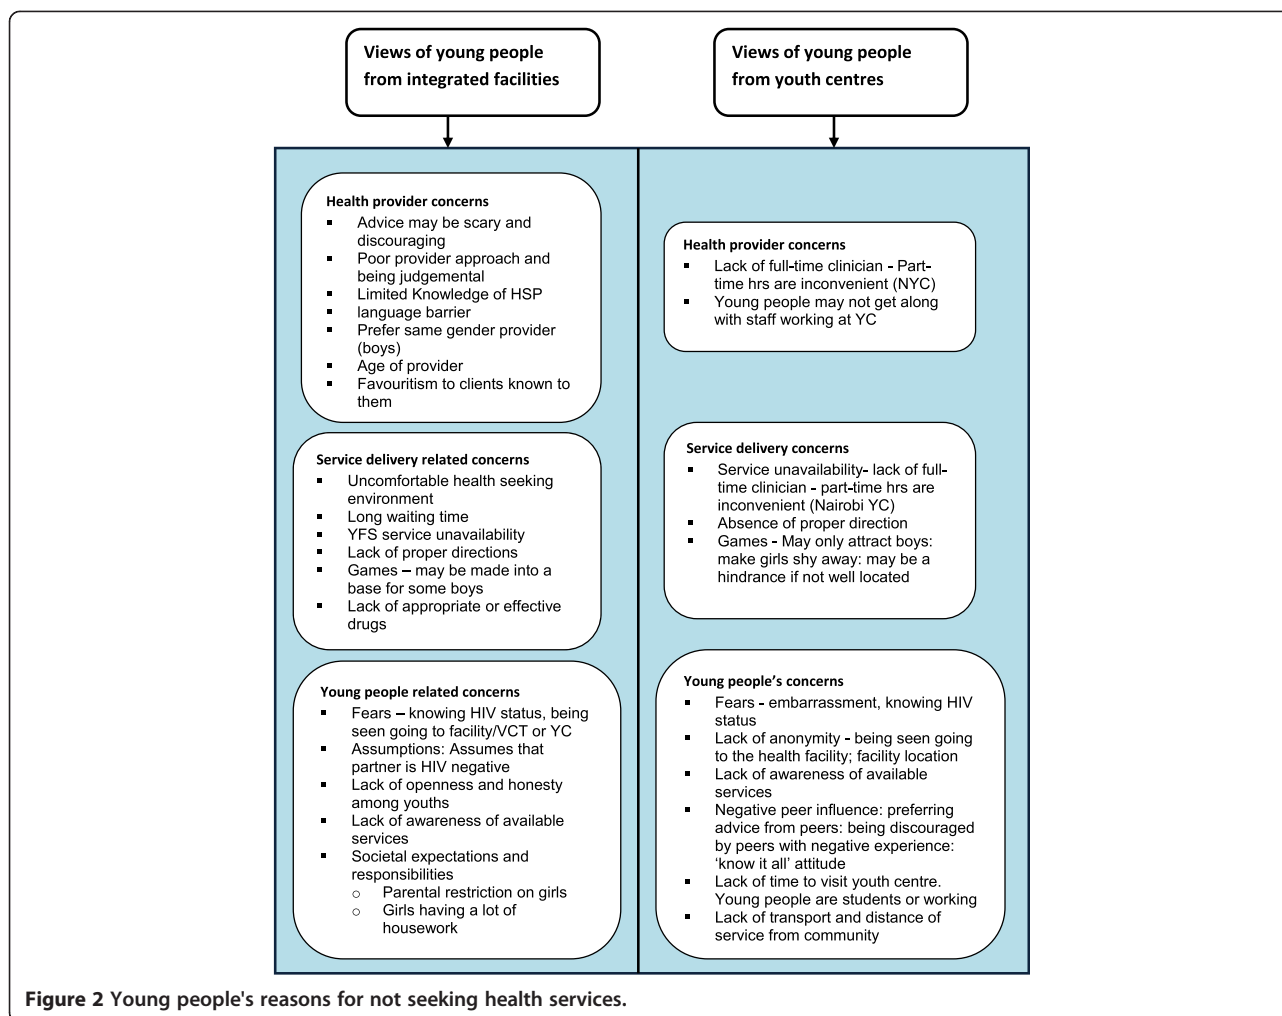 Views of young people
from integrated facilities
Views of young people
from youth centres
Health provider concerns
▪ Advice may be scary and
discouraging
▪ Poor provider approach and
being judgemental
▪ Limited Knowledge of HSP
▪ language barrier
▪ Prefer same gender provider
(boys)
▪ Age of provider
▪ Favouritism to clients known to
them
Service delivery related concerns
▪ Uncomfortable health seeking
environment
▪ Long waiting time
▪ YFS service unavailability
▪ Lack of proper directions
▪ Games – may be made into a
base for some boys
▪ Lack of appropriate or effective
drugs
Young people related concerns
▪ Fears – knowing HIV status, being
seen going to facility/VCT or YC
▪ Assumptions: Assumes that
partner is HIV negative
▪ Lack of openness and honesty
among youths
▪ Lack of awareness of available
services
▪ Societal expectations and
responsibilities
○ Parental restriction on girls
○ Girls having a lot of
housework
Health provider concerns
▪ Lack of full-time clinician - Part-
time hrs are inconvenient (NYC)
▪ Young people may not get along
with staff working at YC
Service delivery concerns
▪ Service unavailability- lack of full-
time clinician - part-time hrs are
inconvenient (Nairobi YC)
▪ Absence of proper direction
▪ Games - May only attract boys:
make girls shy away: may be a
hindrance if not well located
Young people's concerns
▪ Fears - embarrassment, knowing HIV
status
▪ Lack of anonymity - being seen going
to the health facility; facility location
▪ Lack of awareness of available
services
▪ Negative peer influence: preferring
advice from peers: being discouraged
by peers with negative experience:
‘know it all’ attitude
▪ Lack of time to visit youth centre.
Young people are students or working
▪ Lack of transport and distance of
service from community
Figure 2 Young people's reasons for not seeking health services.